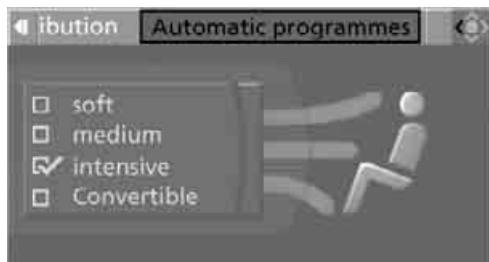 ibution Automatic programmes
soft
medium
intensive
Convertible